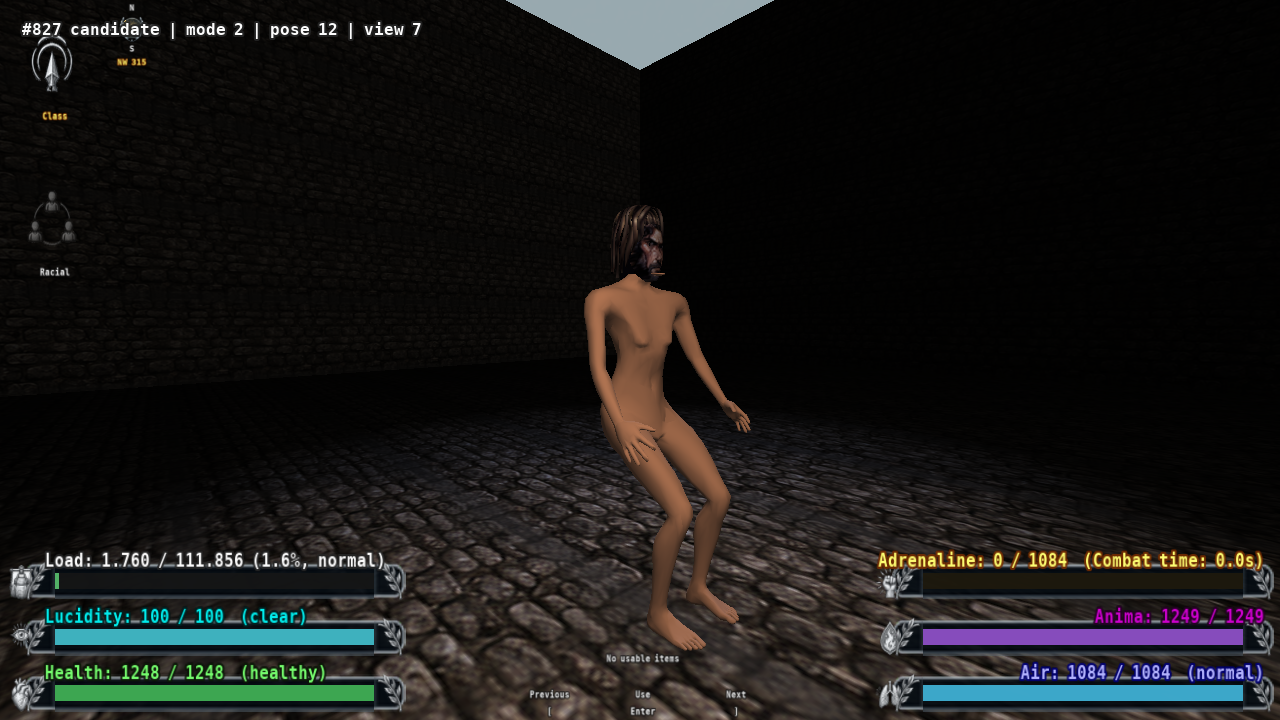 #827 candidate | mode 2 | pose 12 | view 7
N
S
NW 315
Class
Racial
Load: 1.760 / 111.856 (1.6%, normal)
Lucidity: 100 / 100 (clear)
Health: 1248 / 1248 (healthy)
Adrenaline: 0 / 1084 (Combat time: 0.0s)
Anima: 1249 / 1249
Air: 1084 / 1084 (normal)
No usable items
Previous Use Next
[ Enter ]